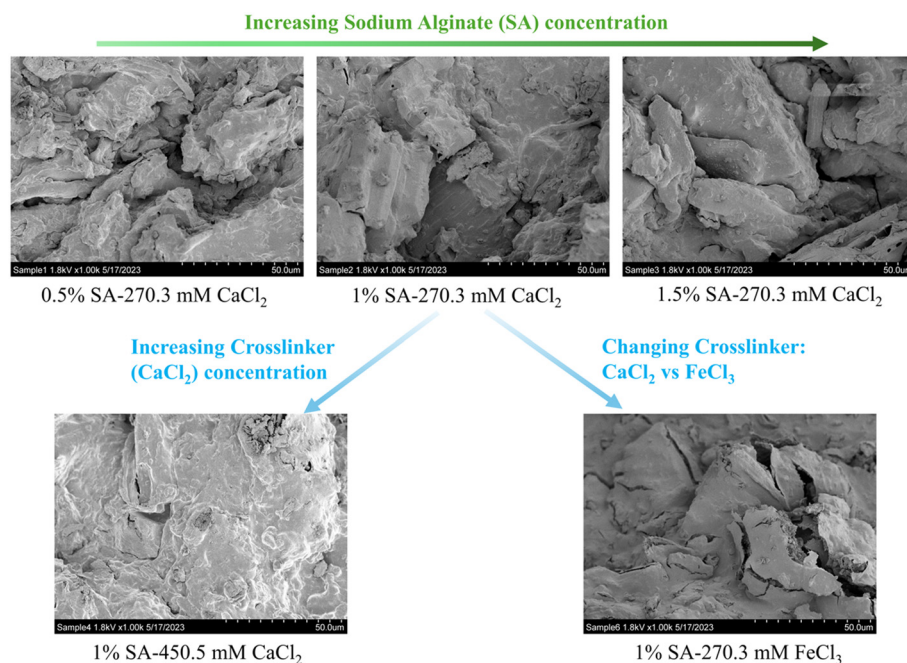 Increasing Sodium Alginate (SA) concentration
Sample1 1.8kV x1.00k 5/17/2023 50.0um
Sample2 1.8kV x1.00k 5/17/2023 50.0um
Sample3 1.8kV x1.00k 5/17/2023 50.0um
0.5% SA-270.3 mM CaCl₂
1% SA-270.3 mM CaCl₂
1.5% SA-270.3 mM CaCl₂
Increasing Crosslinker
(CaCl₂) concentration
Changing Crosslinker:
CaCl₂ vs FeCl₃
Sample4 1.8kV x1.00k 5/17/2023 50.0um
Sample6 1.8kV x1.00k 5/17/2023 50.0um
1% SA-450.5 mM CaCl₂
1% SA-270.3 mM FeCl₃